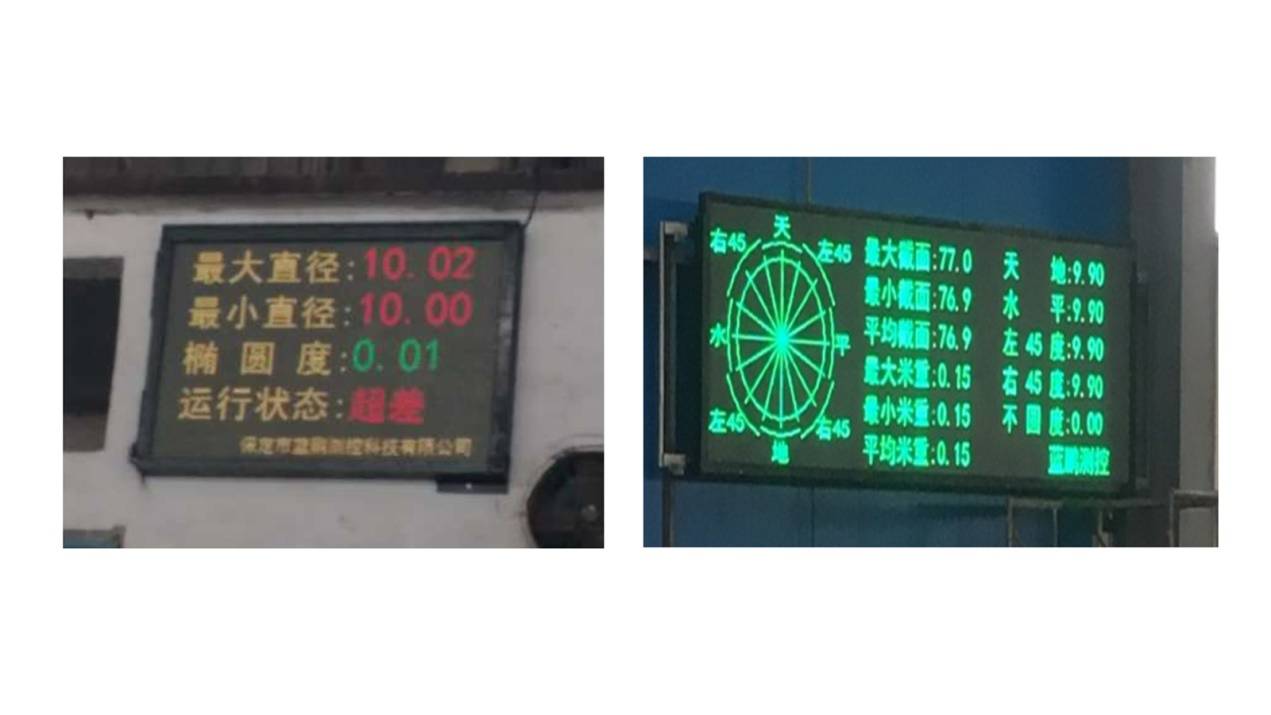 最大直径:10.02
最小直径:10.00
椭圆度:0.01
运行状态:超差
保定市蓝鹏测控科技有限公司
天
右45
左45
水
平
左45
右45
地
最大截面:77.0
最小截面:76.9
平均截面:76.9
最大米重:0.15
最小米重:0.15
平均米重:0.15
天 地:9.90
水 平:9.90
左 45 度:9.90
右 45 度:9.90
不 圆 度:0.00
蓝鹏测控